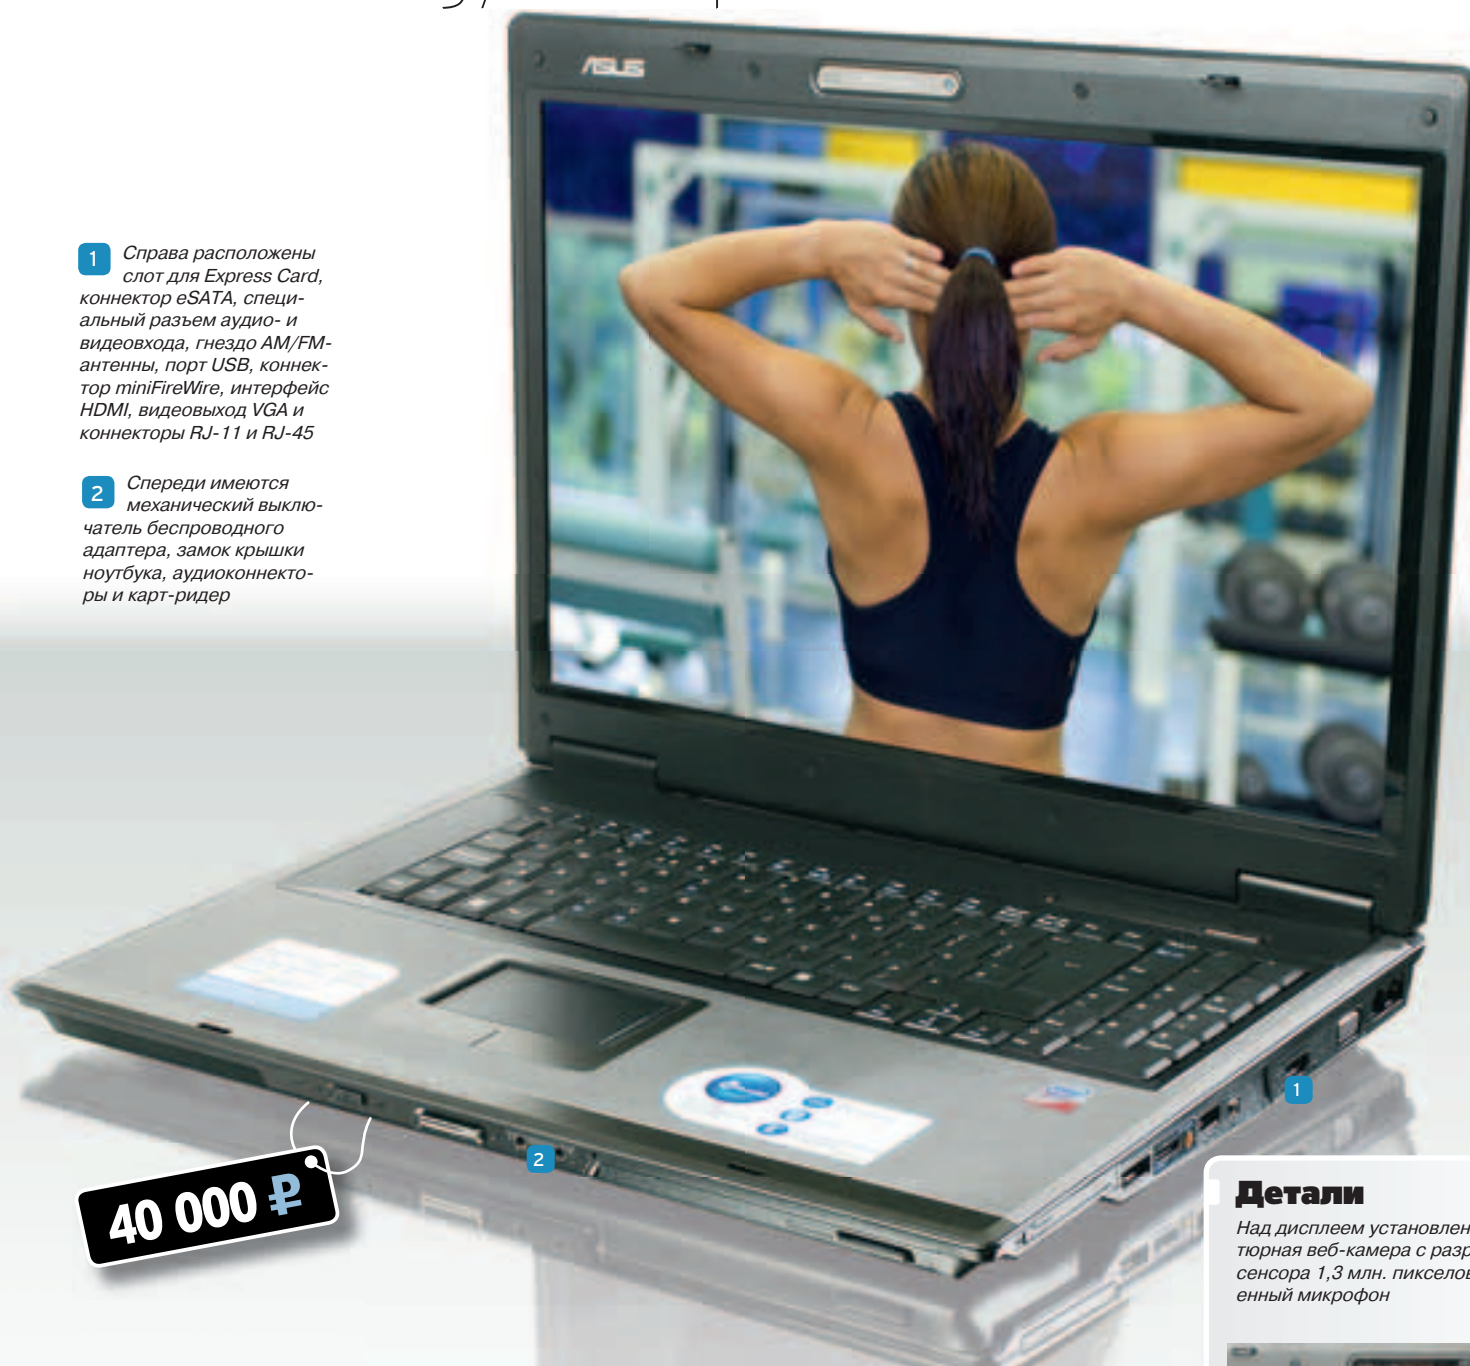 ASUS
1 Справа расположены
слот для Express Card,
коннектор eSATA, специ-
альный разъем аудио- и
видеовхода, гнездо AM/FM-
антенны, порт USB, коннек-
тор miniFireWire, интерфейс
HDMI, видеовыход VGA и
коннекторы RJ-11 и RJ-45
2 Спереди имеются
механический выклю-
чатель беспроводного
адаптера, замок крышки
ноутбука, аудиоконнекто-
ры и карт-ридер
1
2
40 000 ₽
Детали
Над дисплеем установлен
тюрная веб-камера с разр
сенсора 1,3 млн. пикселов
енный микрофон